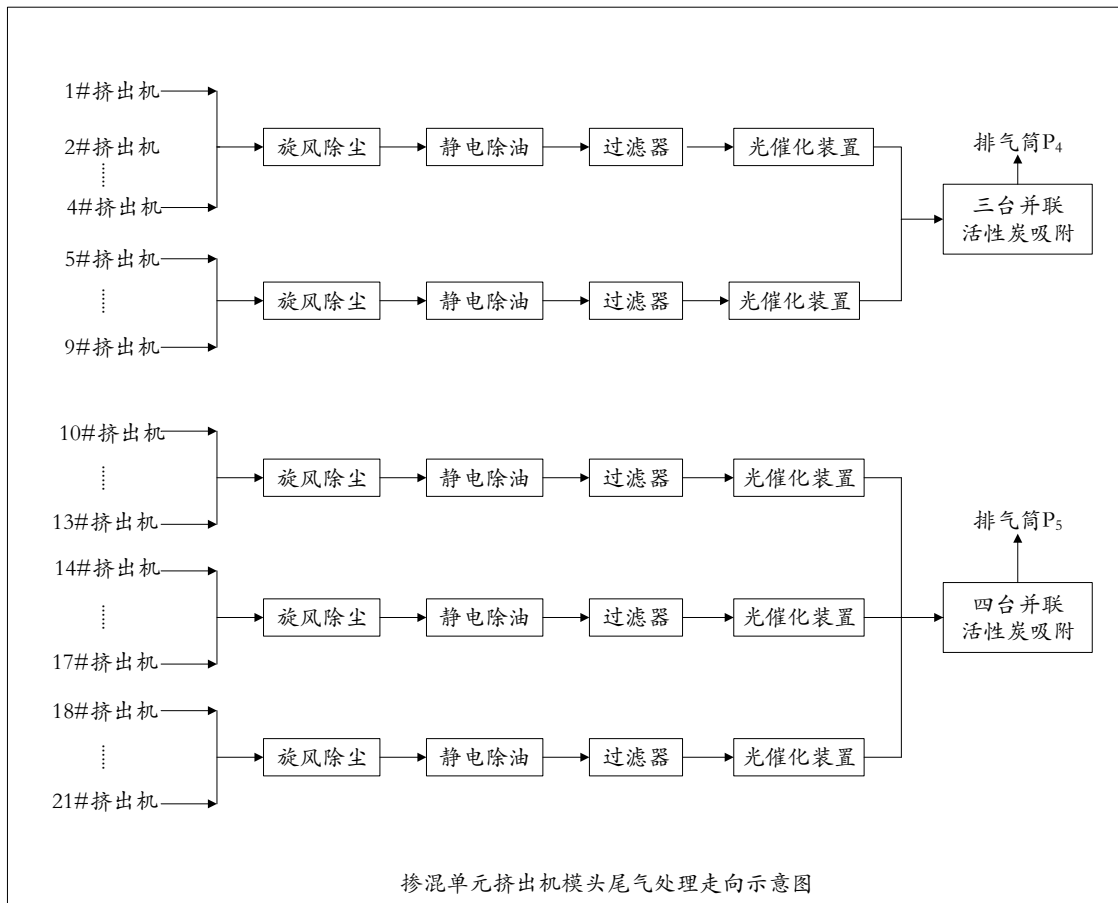 1#挤出机
2#挤出机
4#挤出机
旋风除尘
静电除油
过滤器
光催化装置
5#挤出机
9#挤出机
旋风除尘
静电除油
过滤器
光催化装置
排气筒P₄
三台并联
活性炭吸附
10#挤出机
13#挤出机
旋风除尘
静电除油
过滤器
光催化装置
14#挤出机
17#挤出机
旋风除尘
静电除油
过滤器
光催化装置
18#挤出机
21#挤出机
旋风除尘
静电除油
过滤器
光催化装置
排气筒P₅
四台并联
活性炭吸附
掺混单元挤出机模头尾气处理走向示意图